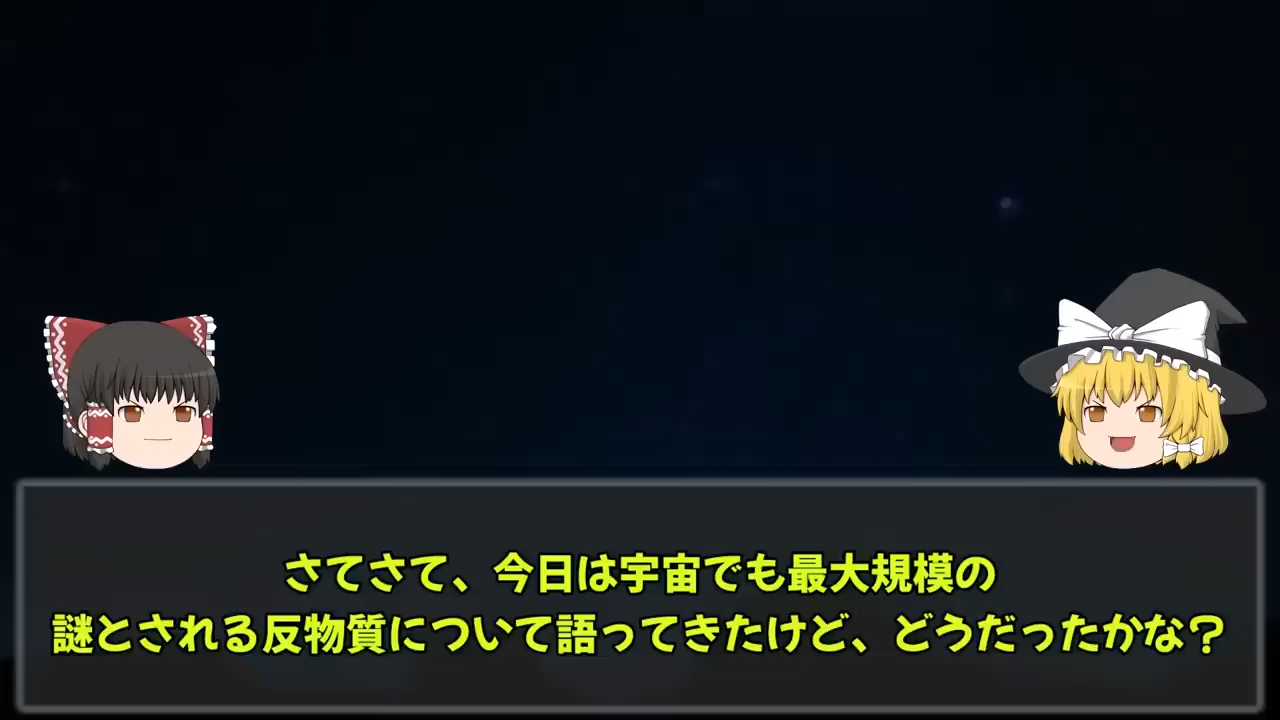 さてさて、今日は宇宙でも最大規模の
謎とされる反物質について語ってきたけど、どうだったかな？